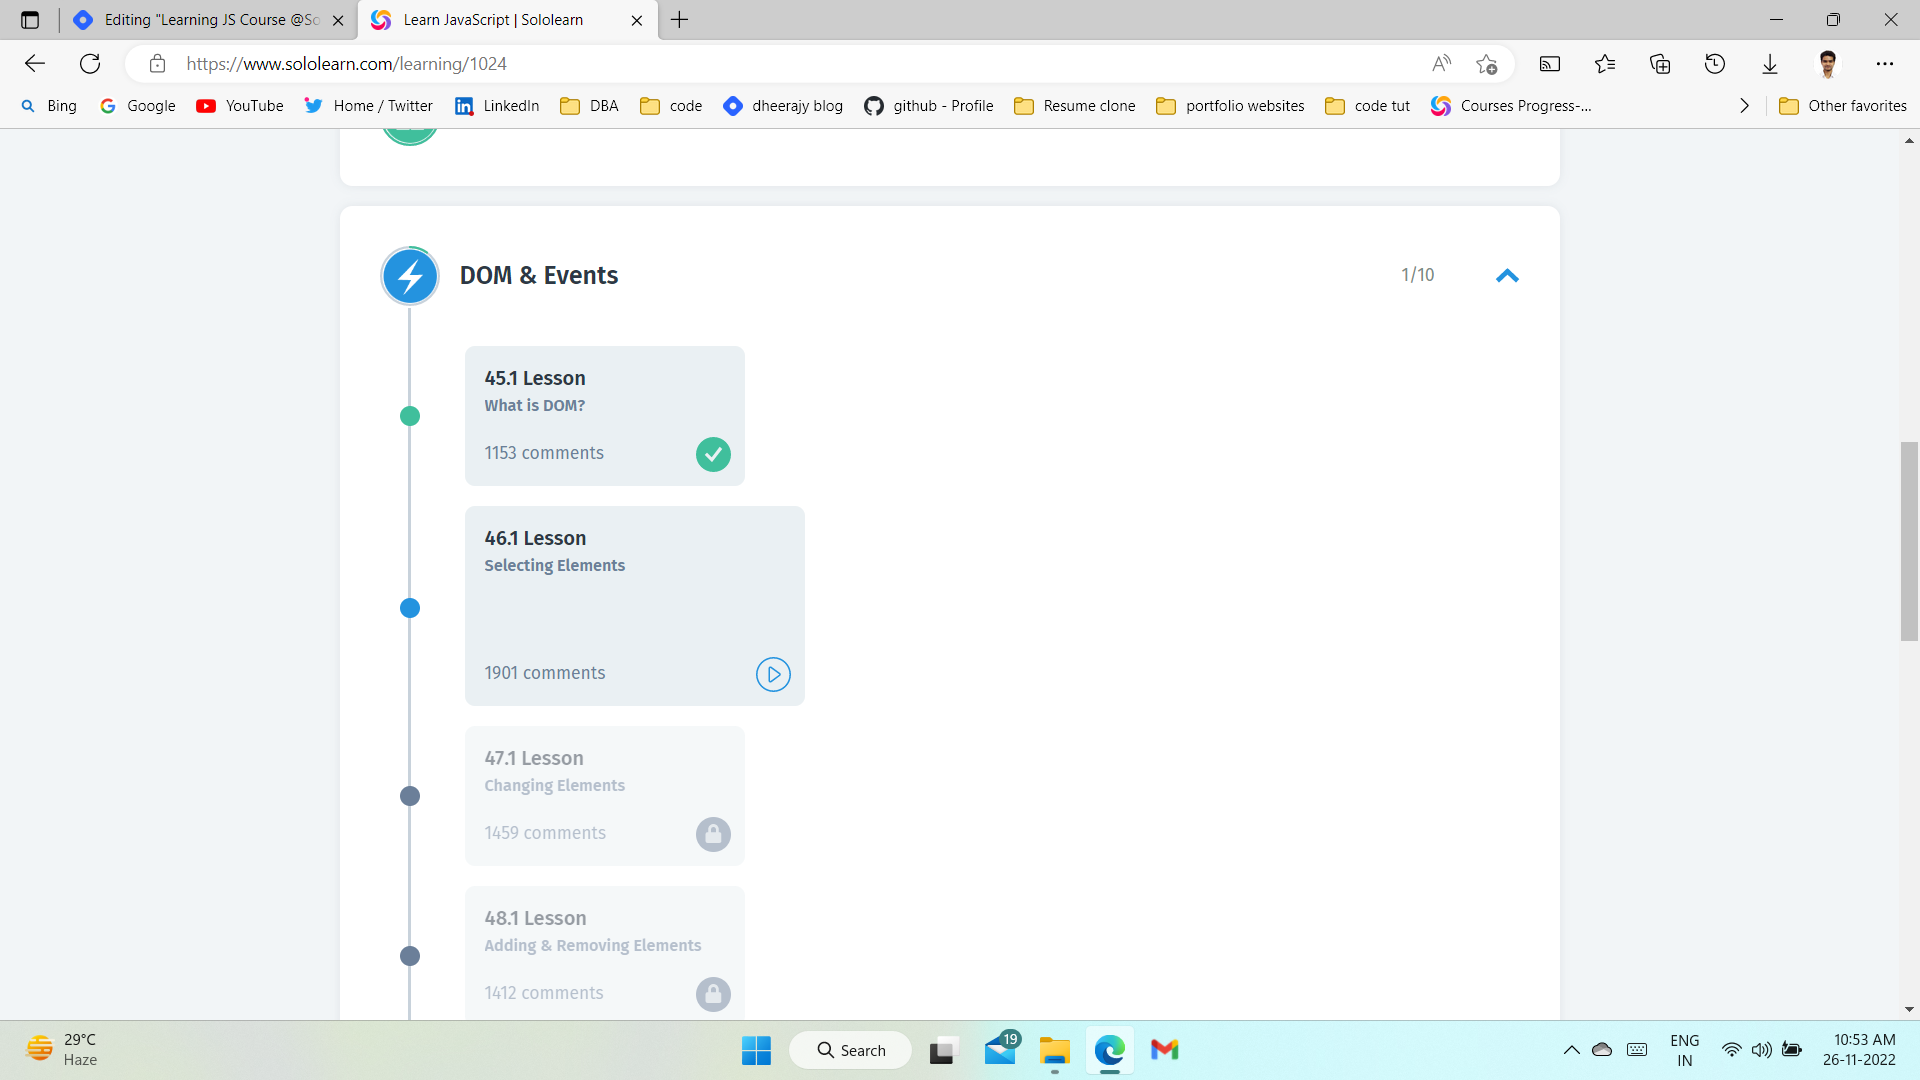 Editing "Learning JS Course @So
Learn JavaScript | Sololearn
https://www.sololearn.com/learning/1024
Bing
Google
YouTube
Home / Twitter
LinkedIn
DBA
code
dheerajy blog
github - Profile
Resume clone
portfolio websites
code tut
Courses Progress-...
Other favorites
DOM & Events
1/10
45.1 Lesson
What is DOM?
1153 comments
46.1 Lesson
Selecting Elements
1901 comments
47.1 Lesson
Changing Elements
1459 comments
48.1 Lesson
Adding & Removing Elements
1412 comments
29°C
Haze
Search
19
ENG
IN
10:53 AM
26-11-2022